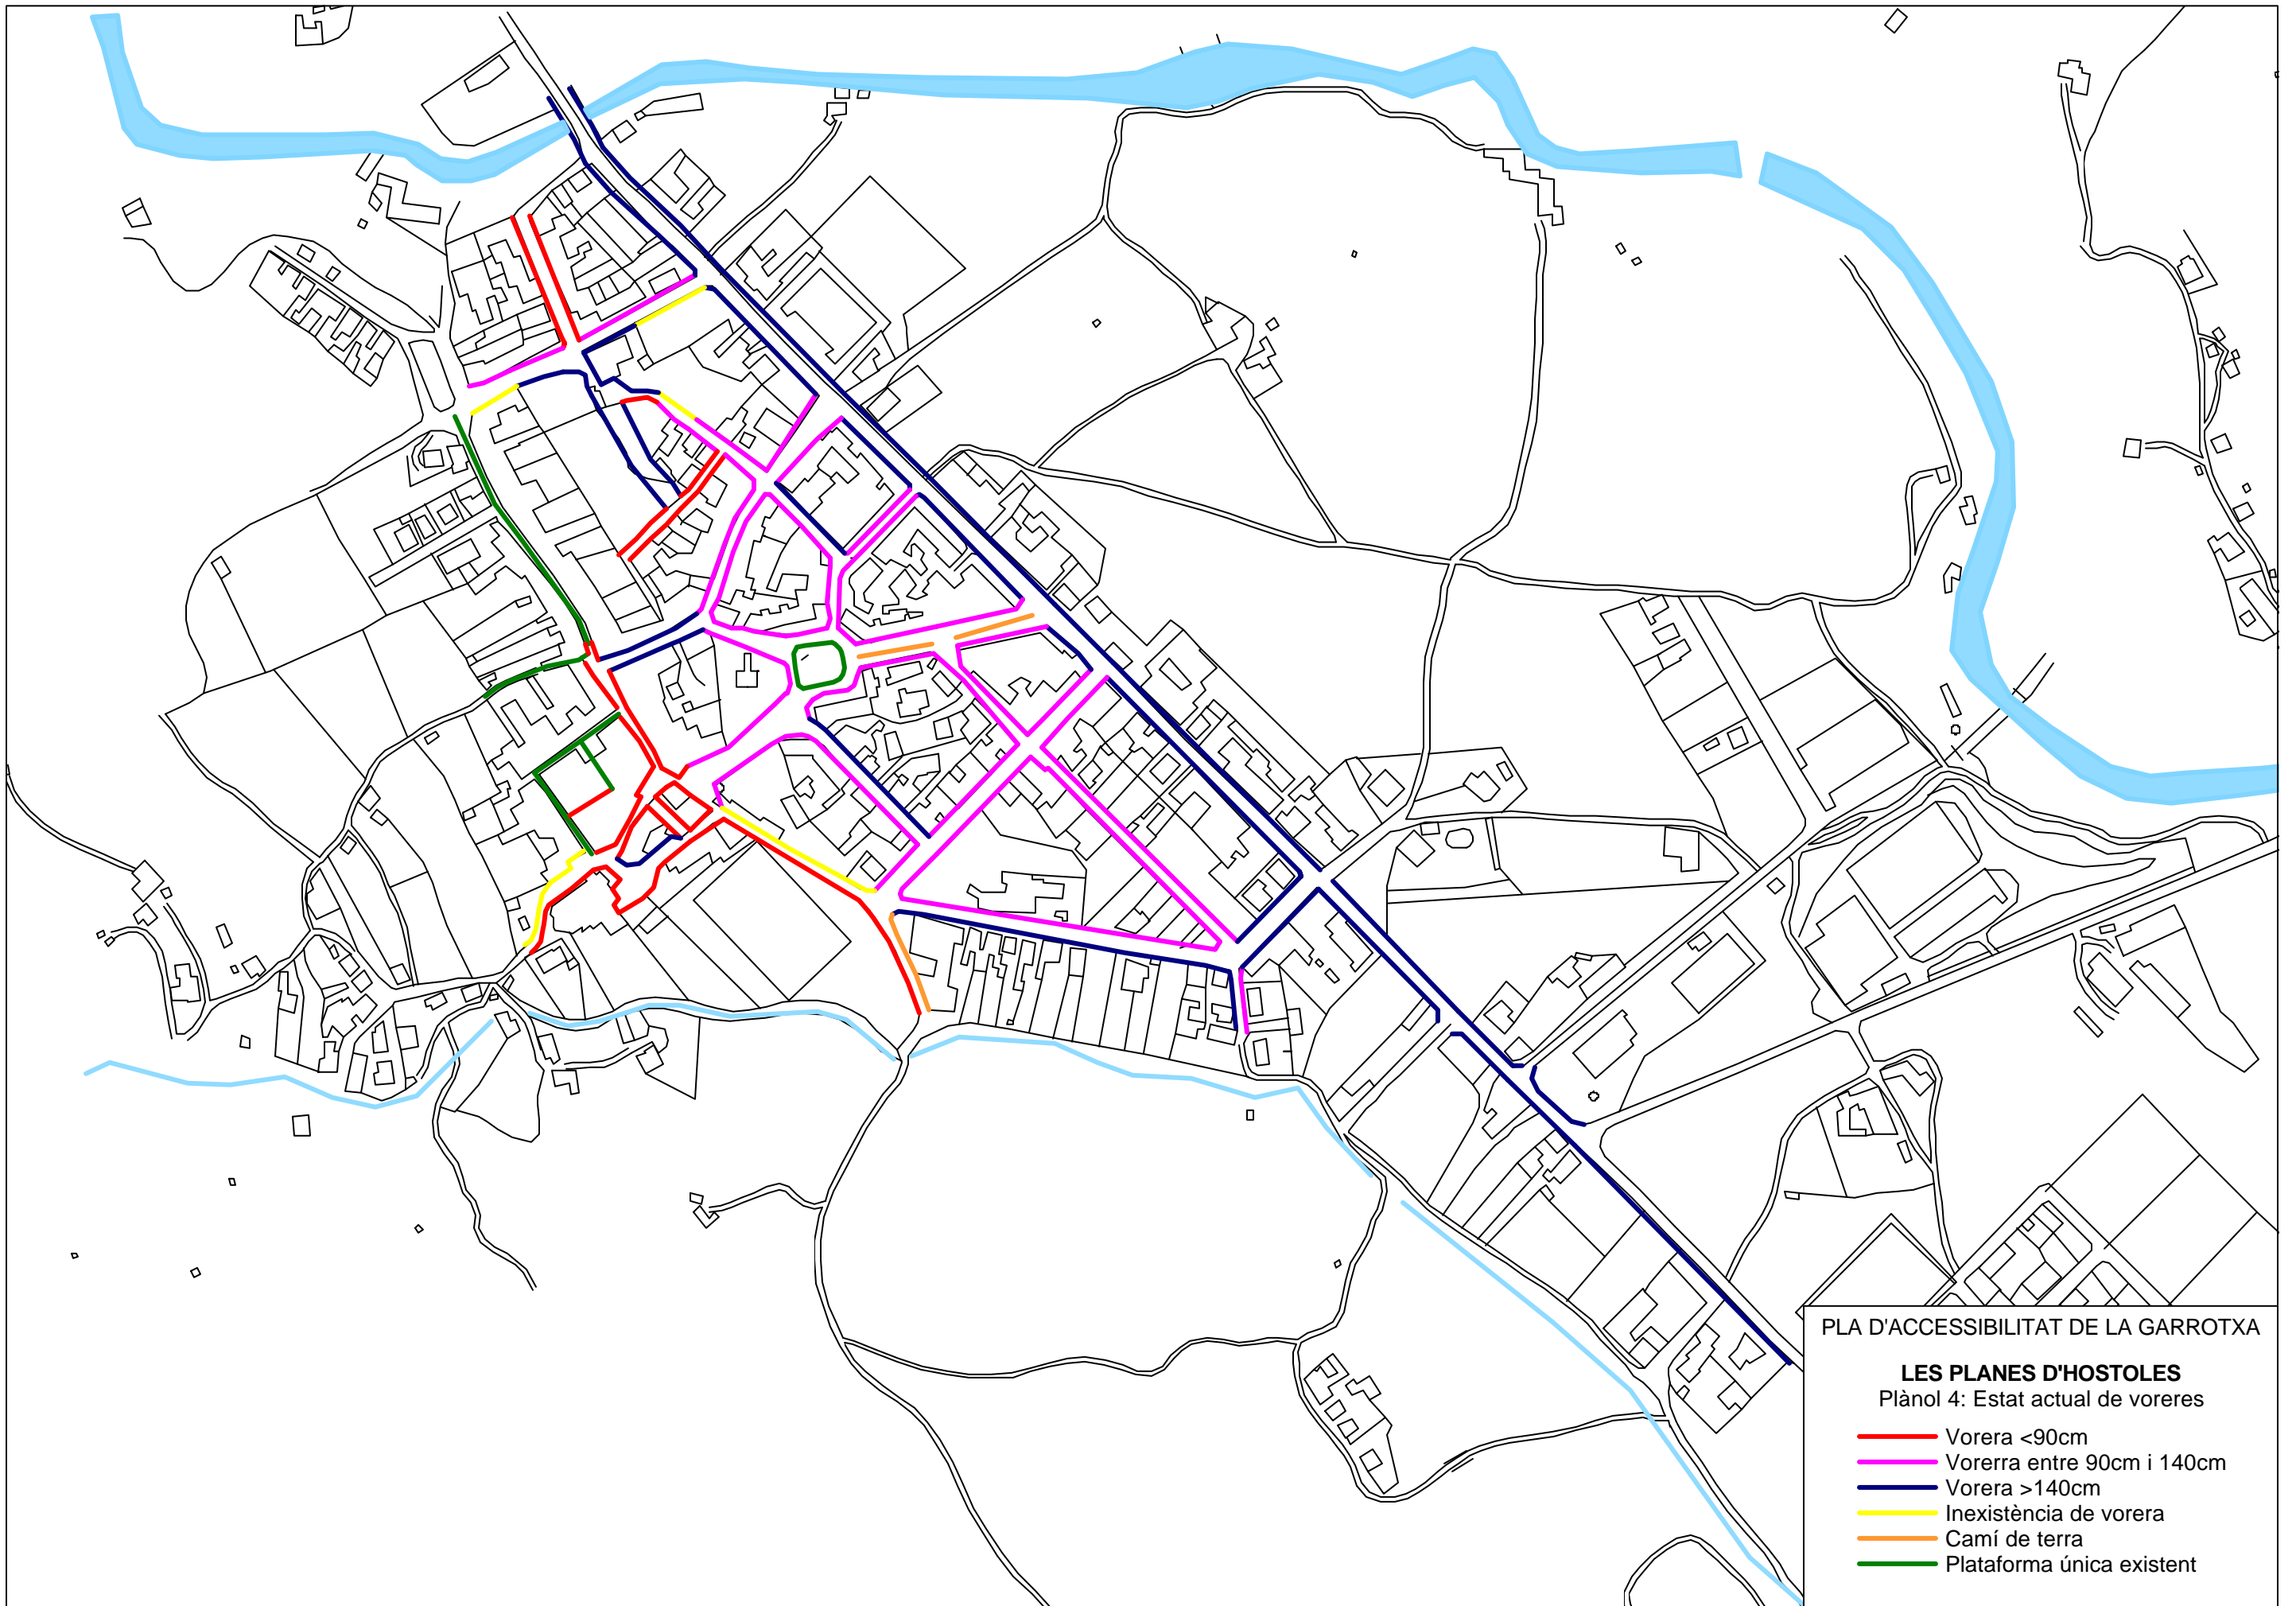 PLA D'ACCESSIBILITAT DE LA GARROTXA
LES PLANES D'HOSTOLES
Plànol 4: Estat actual de voreres
Vorera <90cm
Vorerra entre 90cm i 140cm
Vorera >140cm
Inexistència de vorera
Camí de terra
Plataforma única existent